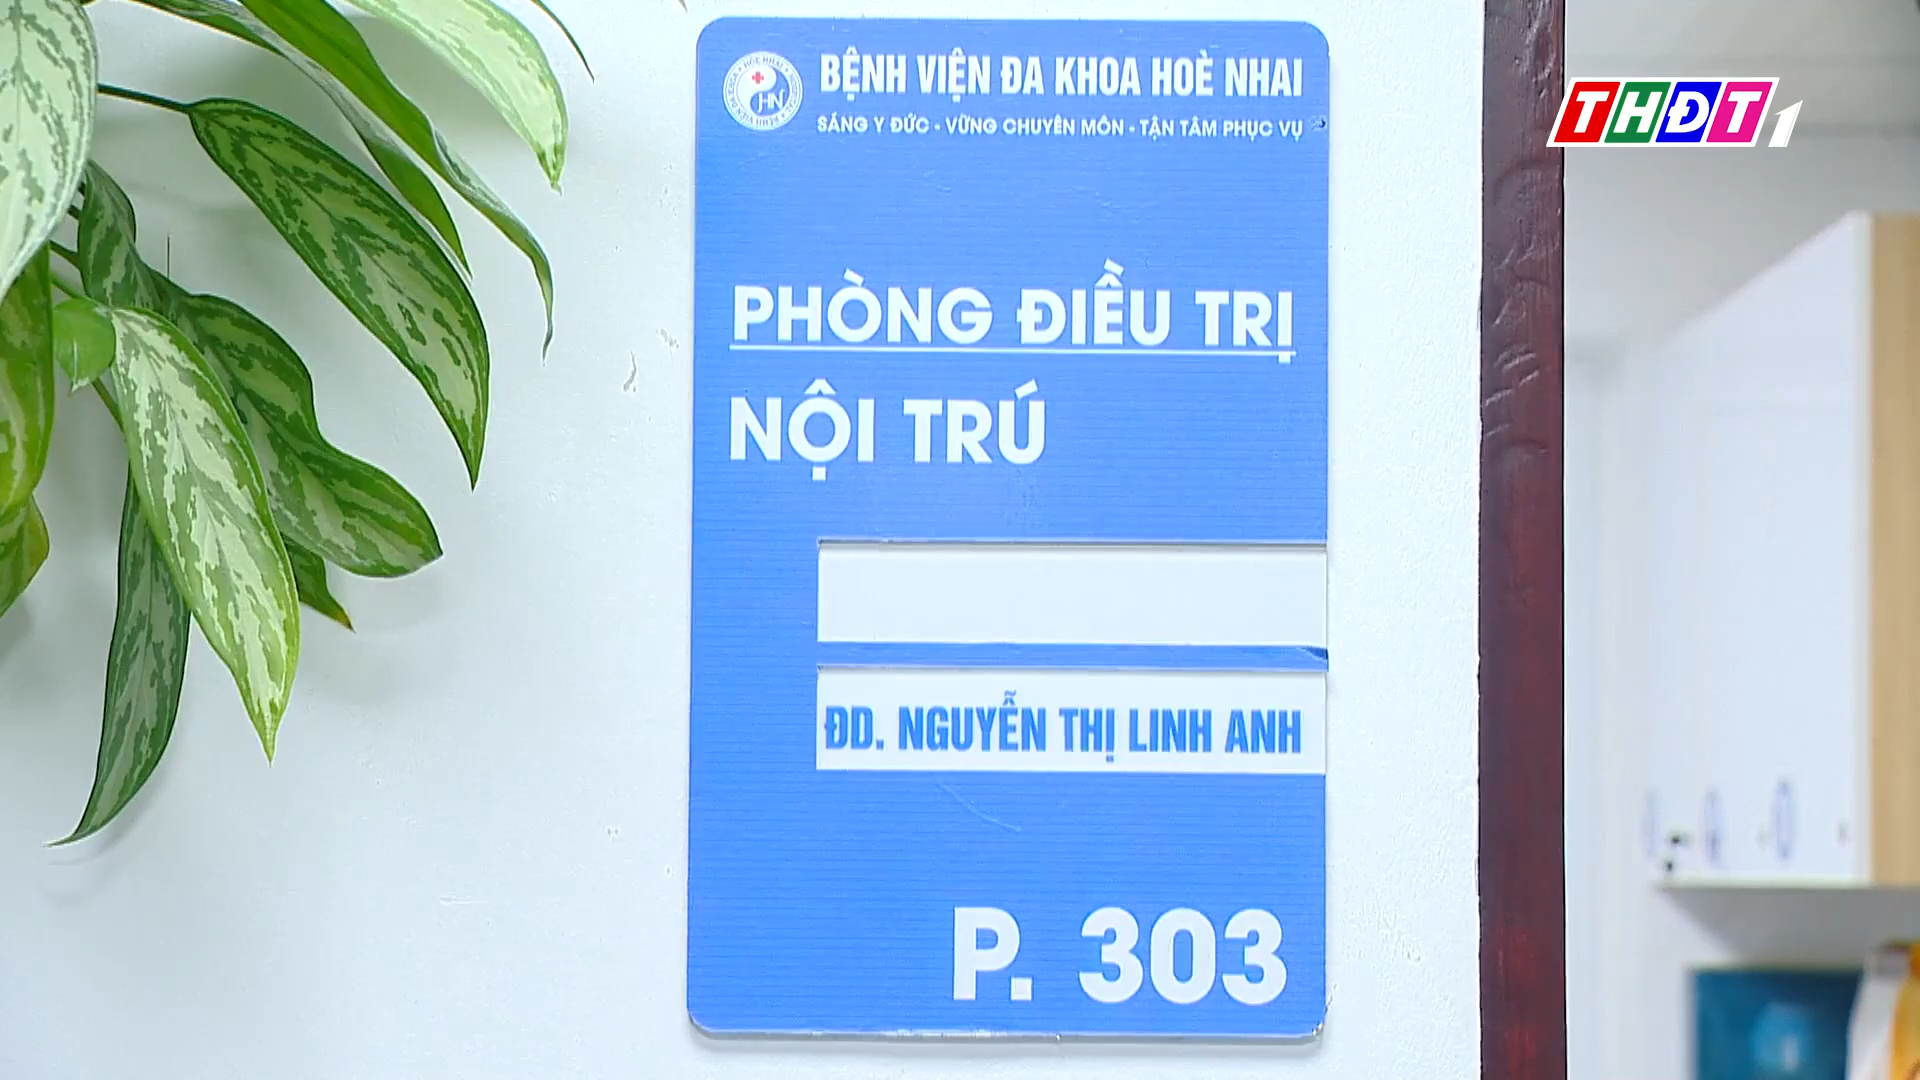 BỆNH VIỆN ĐA KHOA HOÈ NHAI
SÁNG Y ĐỨC - VỮNG CHUYÊN MÔN - TẬN TÂM PHỤC VỤ
THĐT1
PHÒNG ĐIỀU TRỊ
NỘI TRÚ
ĐD. NGUYỄN THỊ LINH ANH
P. 303